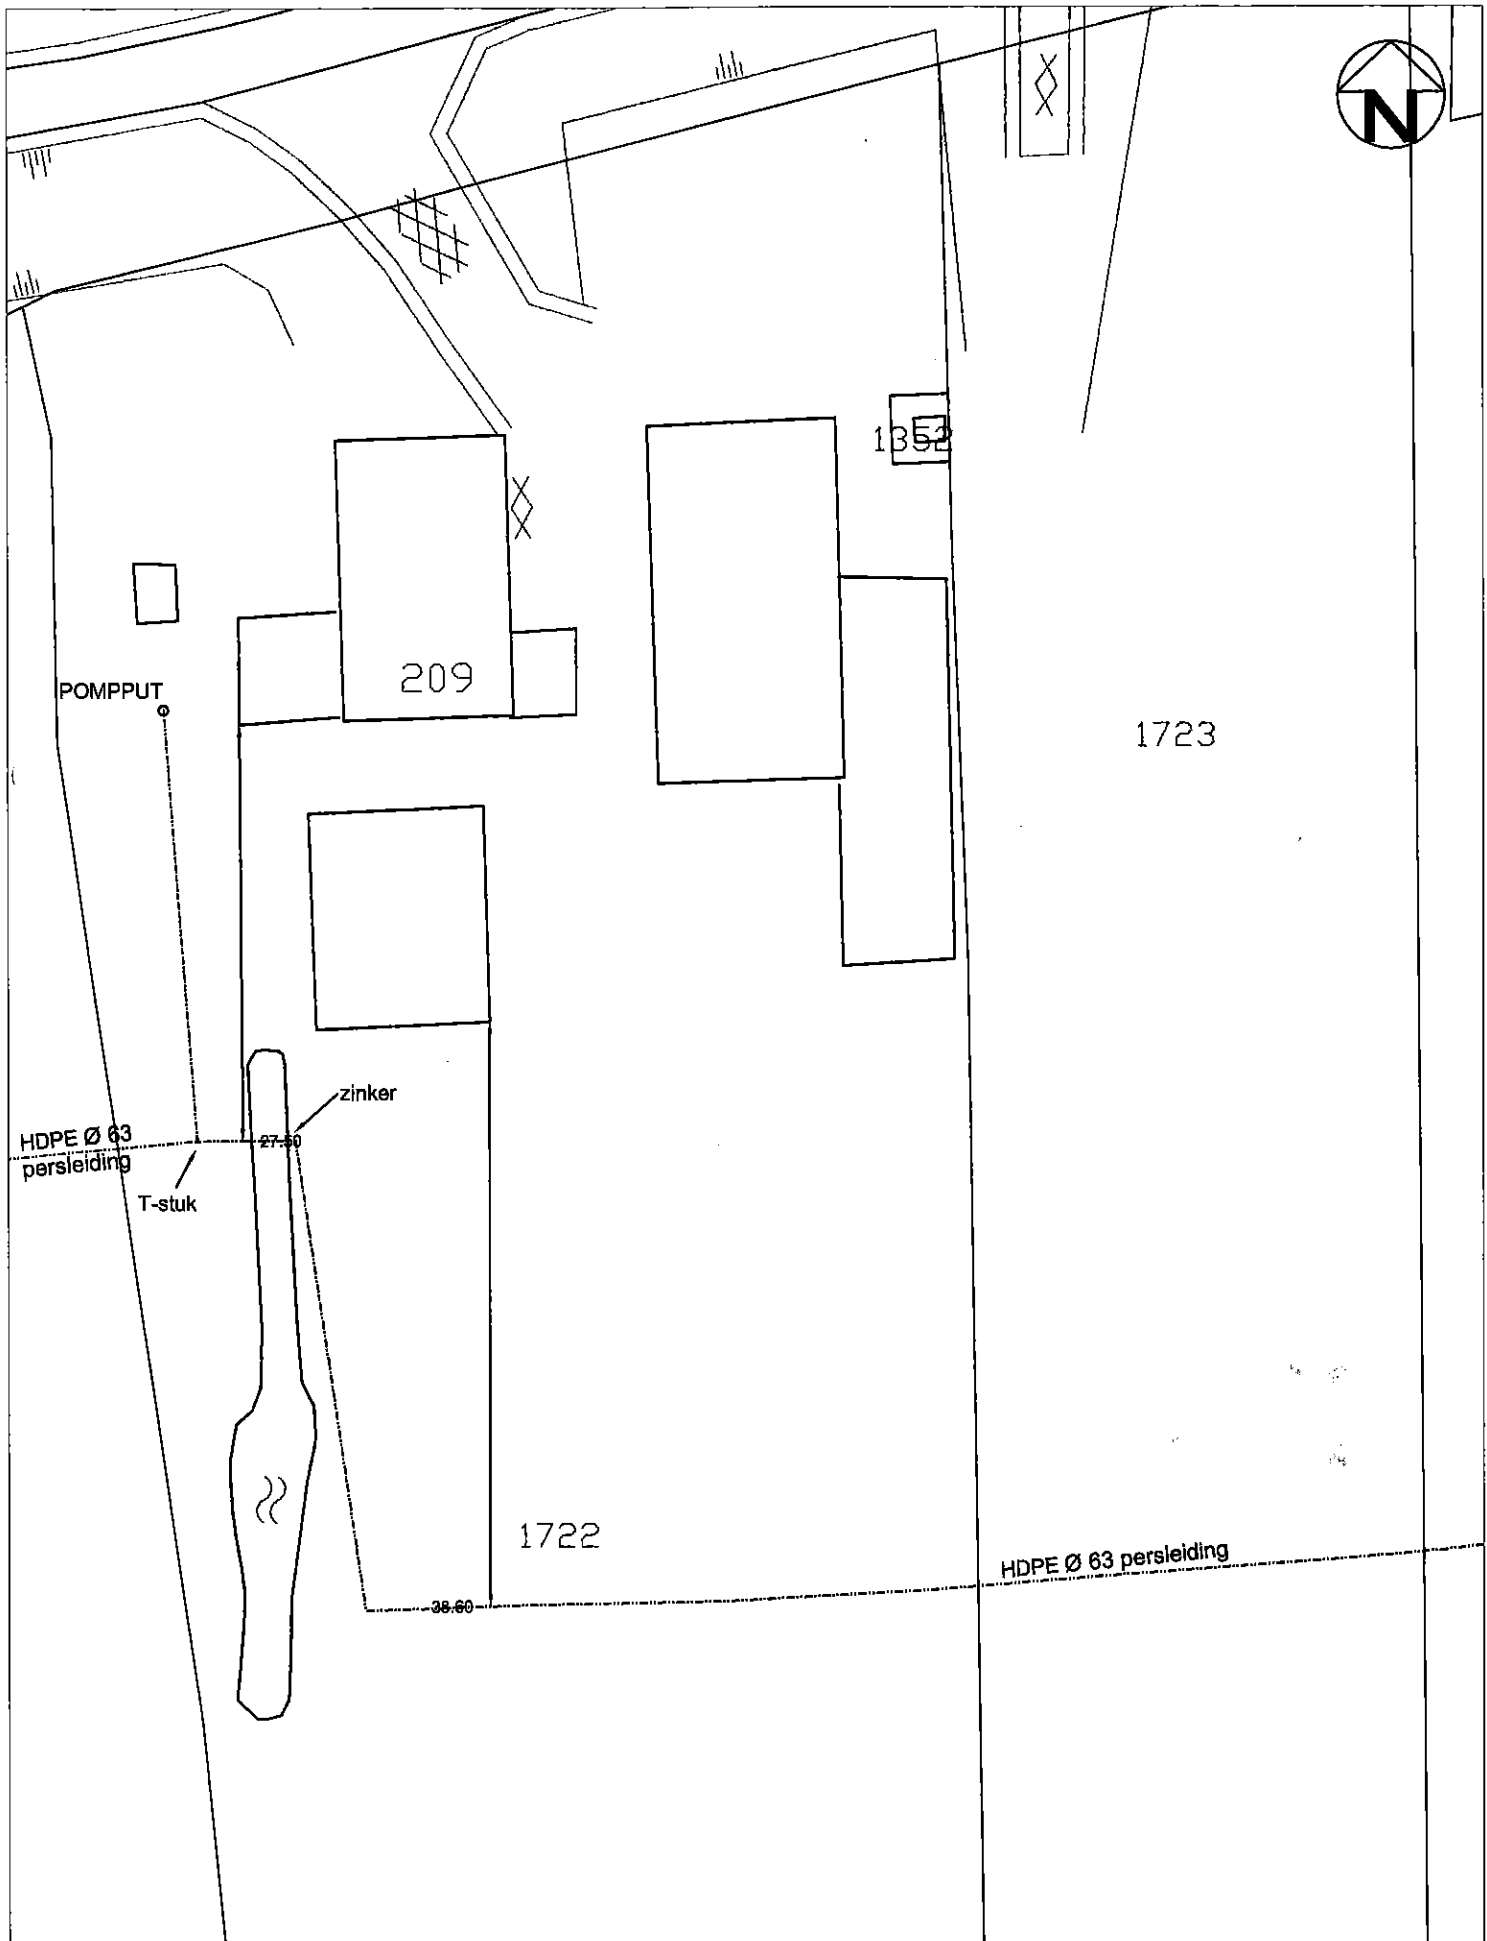 N
1352
209
POMPPUT
1723
zinker
HDPE Ø 63
persleiding
27.50
T-stuk
1722
HDPE Ø 63 persleiding
38.60